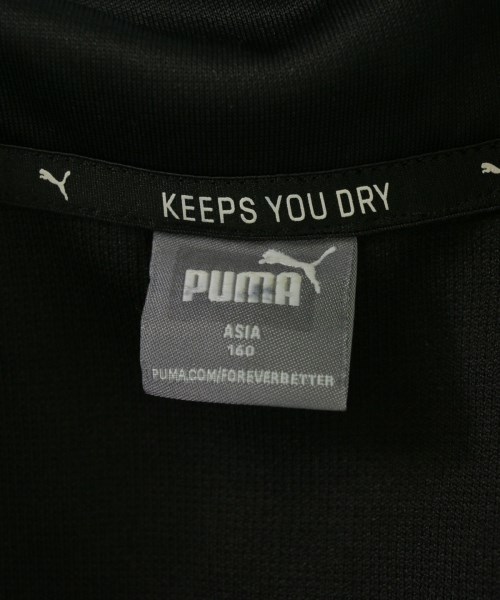 KEEPS YOU DRY
PUMA
ASIA
160
PUMA.COM/FOREVERBETTER